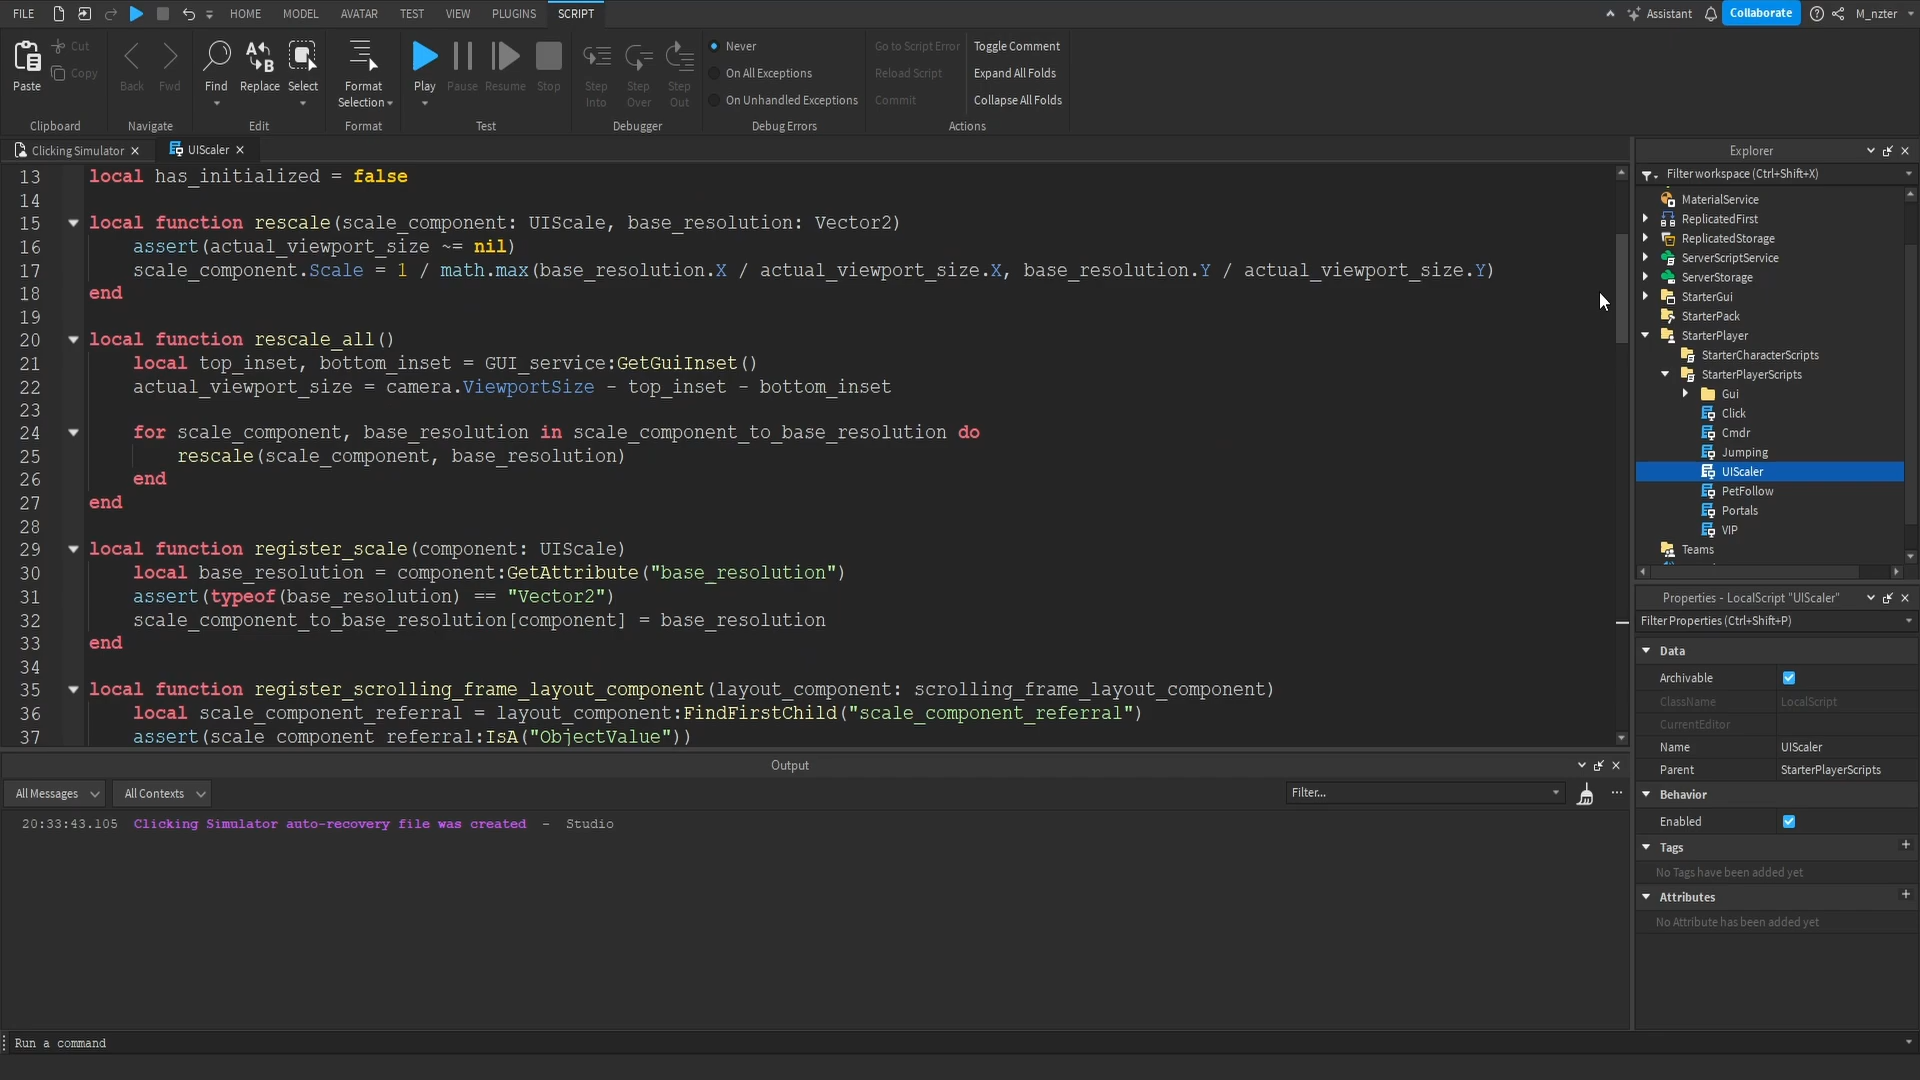 FILE HOME MODEL AVATAR TEST VIEW PLUGINS SCRIPT Assistant Collaborate M_nzter
Paste Cut Copy
Clipboard
Back Fwd
Navigate
Find Replace Select
Edit
Format Selection
Format
Play Pause Resume Stop
Test
Step Into Step Over Step Out
Debugger
Never
On All Exceptions
On Unhandled Exceptions
Debug Errors
Go to Script Error Toggle Comment
Reload Script Expand All Folds
Commit Collapse All Folds
Actions
Clicking Simulator UIScaler
13 local has_initialized = false
14
15 local function rescale(scale_component: UIScale, base_resolution: Vector2)
16 assert(actual_viewport_size ~= nil)
17 scale_component.Scale = 1 / math.max(base_resolution.X / actual_viewport_size.X, base_resolution.Y / actual_viewport_size.Y)
18 end
19
20 local function rescale_all()
21 local top_inset, bottom_inset = GUI_service:GetGuiInset()
22 actual_viewport_size = camera.ViewportSize - top_inset - bottom_inset
23
24 for scale_component, base_resolution in scale_component_to_base_resolution do
25 rescale(scale_component, base_resolution)
26 end
27 end
28
29 local function register_scale(component: UIScale)
30 local base_resolution = component:GetAttribute("base_resolution")
31 assert(typeof(base_resolution) == "Vector2")
32 scale_component_to_base_resolution[component] = base_resolution
33 end
34
35 local function register_scrolling_frame_layout_component(layout_component: scrolling_frame_layout_component)
36 local scale_component_referral = layout_component:FindFirstChild("scale_component_referral")
37 assert(scale_component_referral:IsA("ObjectValue"))
Output
All Messages All Contexts Filter...
20:33:43.105 Clicking Simulator auto-recovery file was created - Studio
Run a command
Explorer
Filter workspace (Ctrl+Shift+X)
MaterialService
ReplicatedFirst
ReplicatedStorage
ServerScriptService
ServerStorage
StarterGui
StarterPack
StarterPlayer
StarterCharacterScripts
StarterPlayerScripts
Gui
Click
Cmdr
Jumping
UIScaler
PetFollow
Portals
VIP
Teams
Properties - LocalScript "UIScaler"
Filter Properties (Ctrl+Shift+P)
Data
Archivable
ClassName LocalScript
CurrentEditor
Name UIScaler
Parent StarterPlayerScripts
Behavior
Enabled
Tags
No Tags have been added yet
Attributes
No Attribute has been added yet